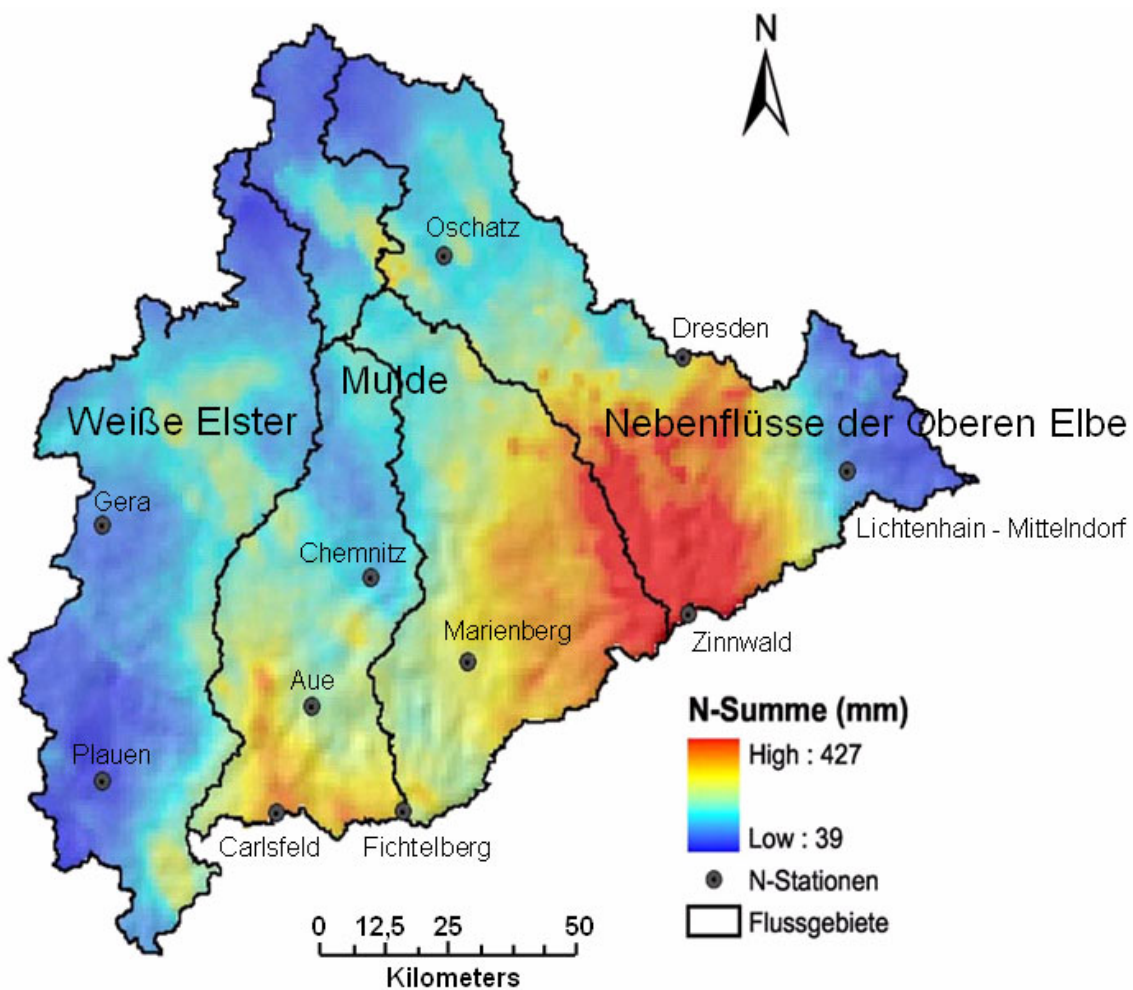 N
Oschatz
Dresden
Mulde
Weiße Elster
Nebenflüsse der Oberen Elbe
Gera
Lichtenhain - Mittelndorf
Chemnitz
Marienberg
Zinnwald
Aue
Plauen
Carlsfeld
Fichtelberg
N-Summe (mm)
High : 427
Low : 39
N-Stationen
Flussgebiete
0 12,5 25 50
Kilometers